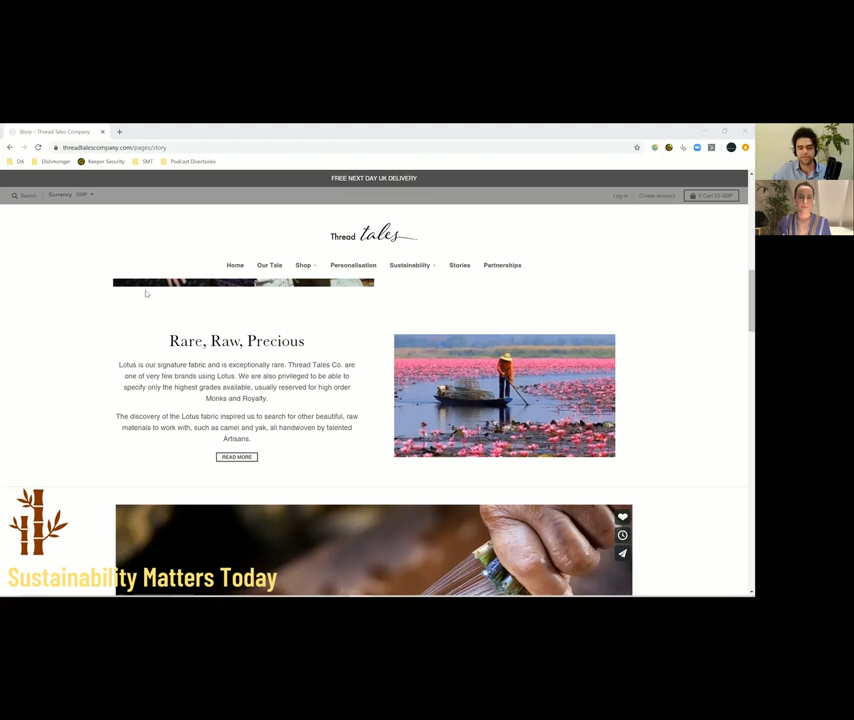 Story – Thread Tales Company
threadtalescompany.com/pages/story
DA Dishmonger Keeper Security SMT Podcast Directories
FREE NEXT DAY UK DELIVERY
Search Currency GBP Log in Create account
Thread tales
Home Our Tale Shop Personalisation Sustainability Stories Partnerships
Rare, Raw, Precious
Lotus is our signature fabric and is exceptionally rare. Thread Tales Co. are
one of very few brands using Lotus. We are also privileged to be able to
specify only the highest grades available, usually reserved for high order
Monks and Royalty.
The discovery of the Lotus fabric inspired us to search for other beautiful, raw
materials to work with, such as camel and yak, all handwoven by talented
Artisans.
READ MORE
Sustainability Matters Today